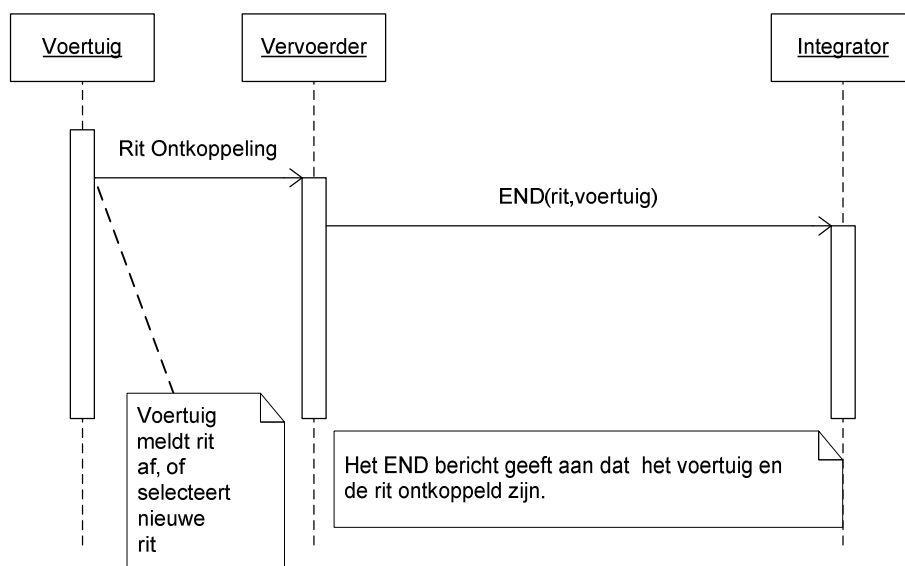 Voertuig
Vervoerder
Integrator
Rit Ontkoppeling
END(rit,voertuig)
Voertuig
meldt rit
af, of
selecteert
nieuwe
rit
Het END bericht geeft aan dat het voertuig en
de rit ontkoppeld zijn.